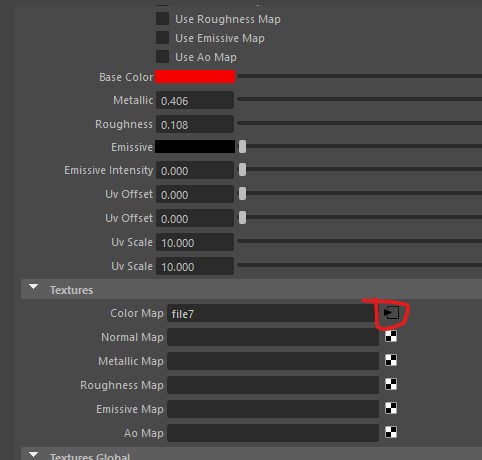 Use Roughness Map
Use Emissive Map
Use Ao Map
Base Color
Metallic 0.406
Roughness 0.108
Emissive
Emissive Intensity 0.000
Uv Offset 0.000
Uv Offset 0.000
Uv Scale 10.000
Uv Scale 10.000
Textures
Color Map file7
Normal Map
Metallic Map
Roughness Map
Emissive Map
Ao Map
Textures Global